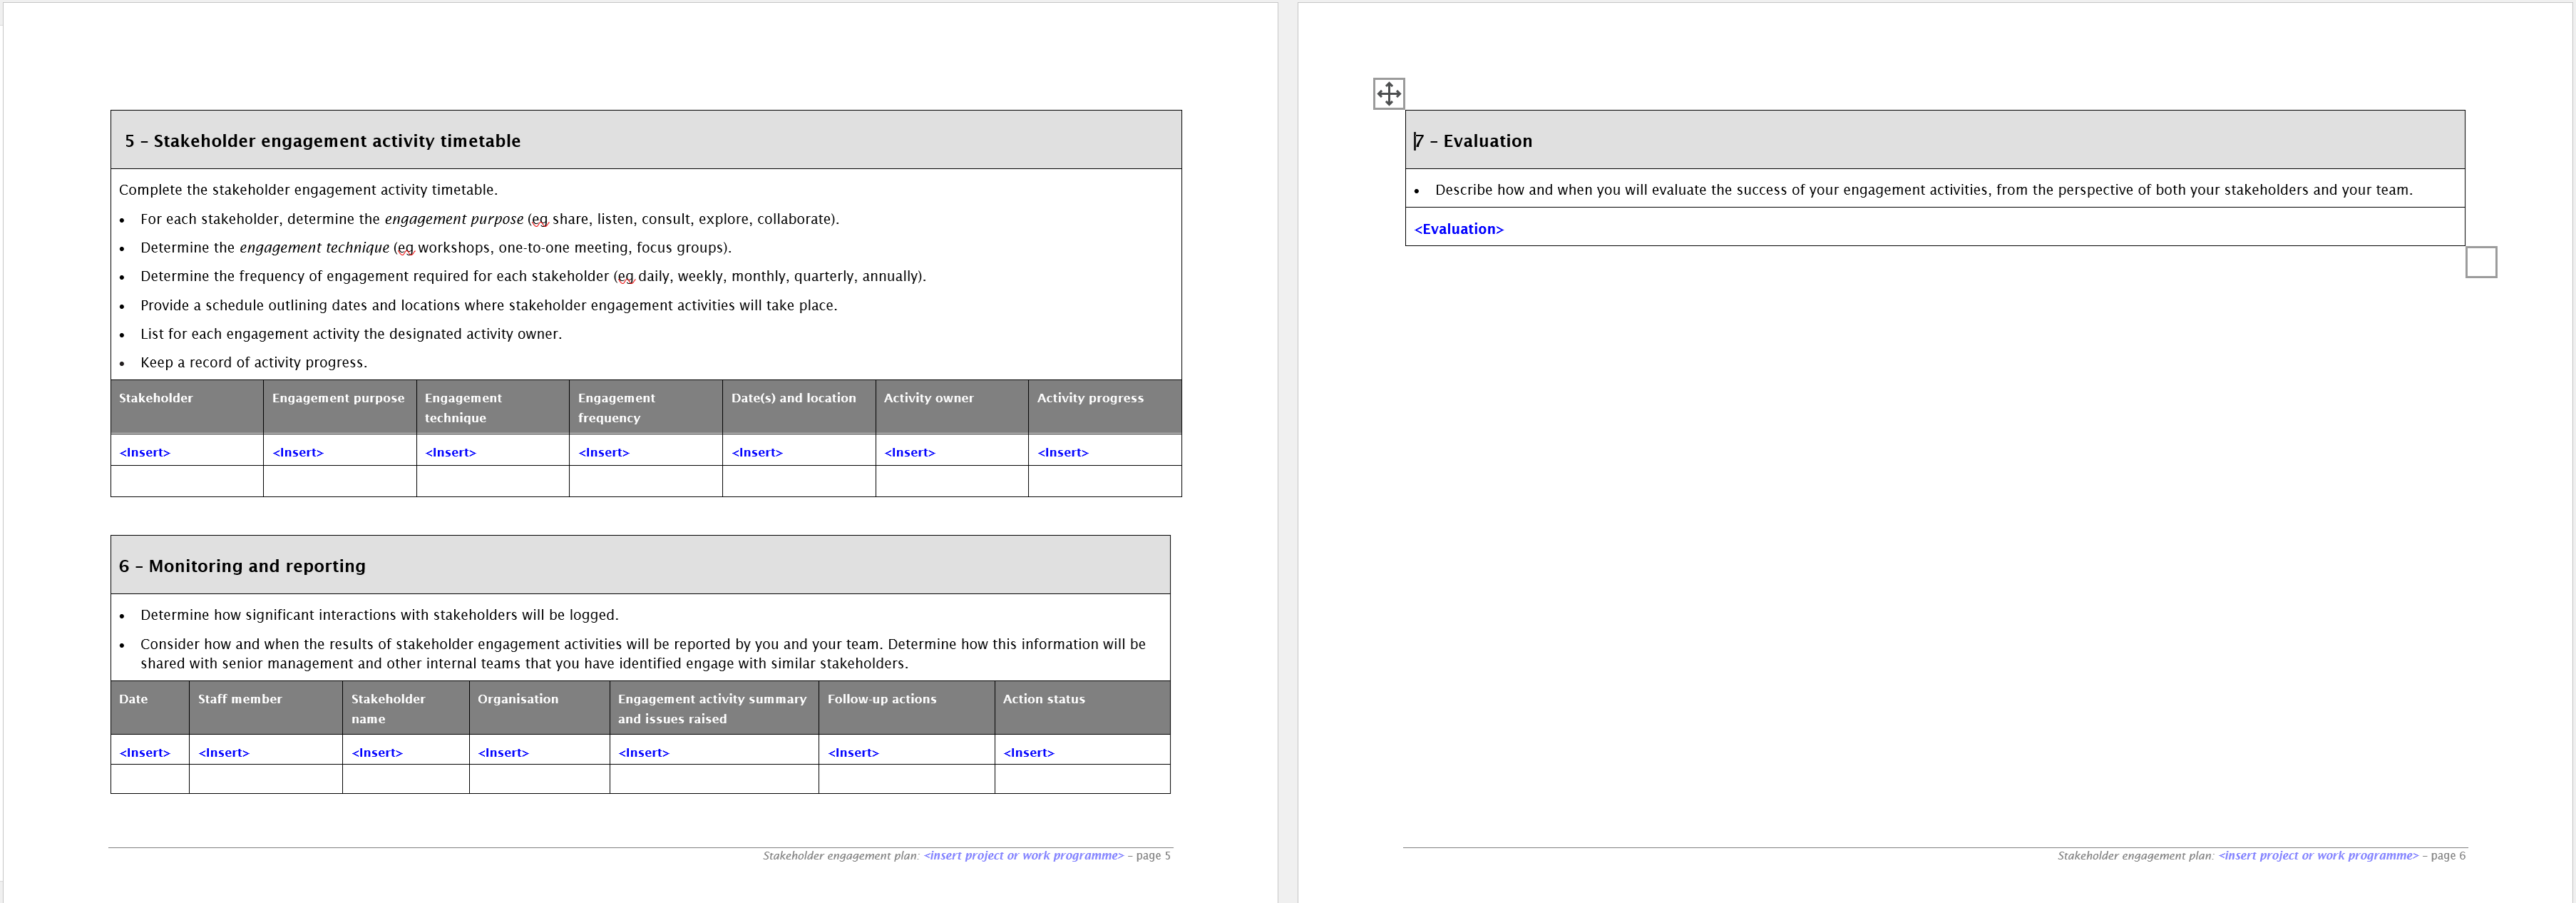 5 – Stakeholder engagement activity timetable
Complete the stakeholder engagement activity timetable.
• For each stakeholder, determine the engagement purpose (eg share, listen, consult, explore, collaborate).
• Determine the engagement technique (eg workshops, one-to-one meeting, focus groups).
• Determine the frequency of engagement required for each stakeholder (eg daily, weekly, monthly, quarterly, annually).
• Provide a schedule outlining dates and locations where stakeholder engagement activities will take place.
• List for each engagement activity the designated activity owner.
• Keep a record of activity progress.
Stakeholder
Engagement purpose
Engagement
technique
Engagement
frequency
Date(s) and location
Activity owner
Activity progress
<Insert>
<Insert>
<Insert>
<Insert>
<Insert>
<Insert>
<Insert>
6 – Monitoring and reporting
• Determine how significant interactions with stakeholders will be logged.
• Consider how and when the results of stakeholder engagement activities will be reported by you and your team. Determine how this information will be
shared with senior management and other internal teams that you have identified engage with similar stakeholders.
Date
Staff member
Stakeholder
name
Organisation
Engagement activity summary
and issues raised
Follow-up actions
Action status
<Insert>
<Insert>
<Insert>
<Insert>
<Insert>
<Insert>
<Insert>
Stakeholder engagement plan: <insert project or work programme> – page 5
7 – Evaluation
• Describe how and when you will evaluate the success of your engagement activities, from the perspective of both your stakeholders and your team.
<Evaluation>
Stakeholder engagement plan: <insert project or work programme> – page 6